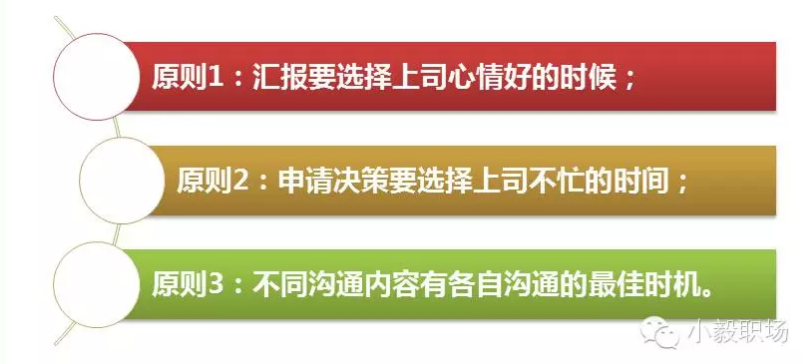 原则1：汇报要选择上司心情好的时候；
原则2：申请决策要选择上司不忙的时间；
原则3：不同沟通内容有各自沟通的最佳时机。
小毅职场